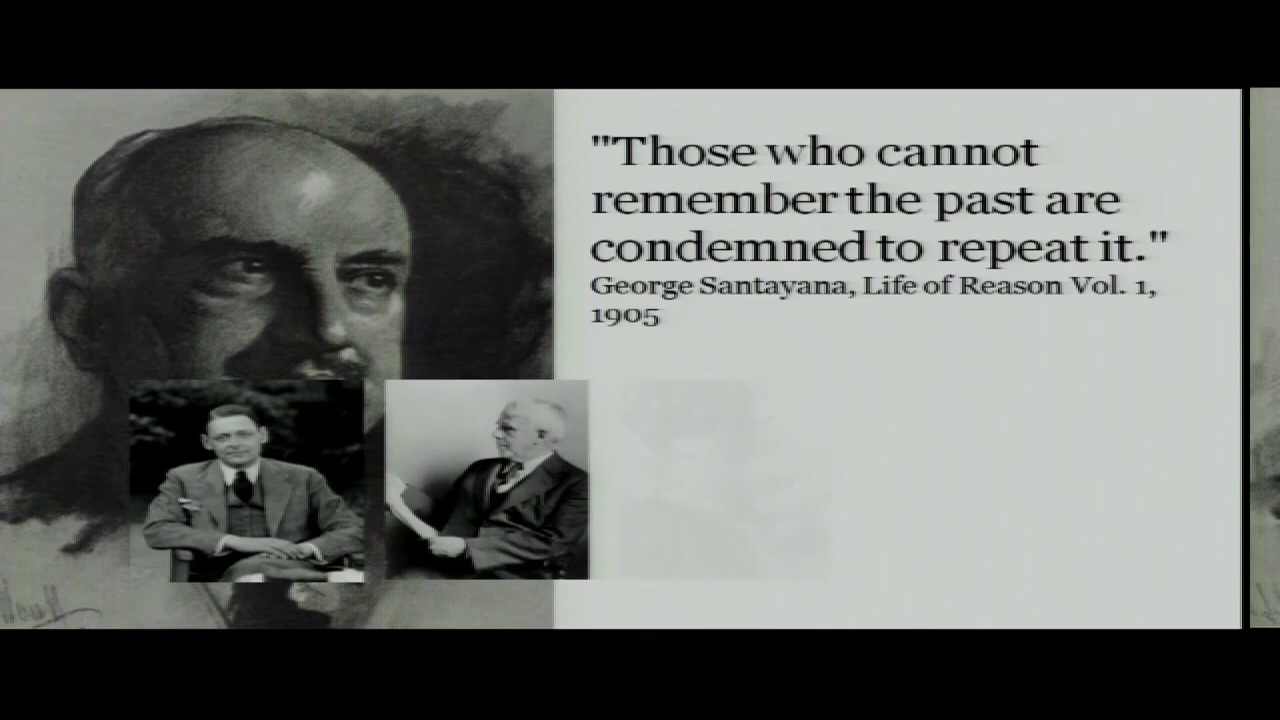 "Those who cannot
remember the past are
condemned to repeat it."
George Santayana, Life of Reason Vol. 1,
1905